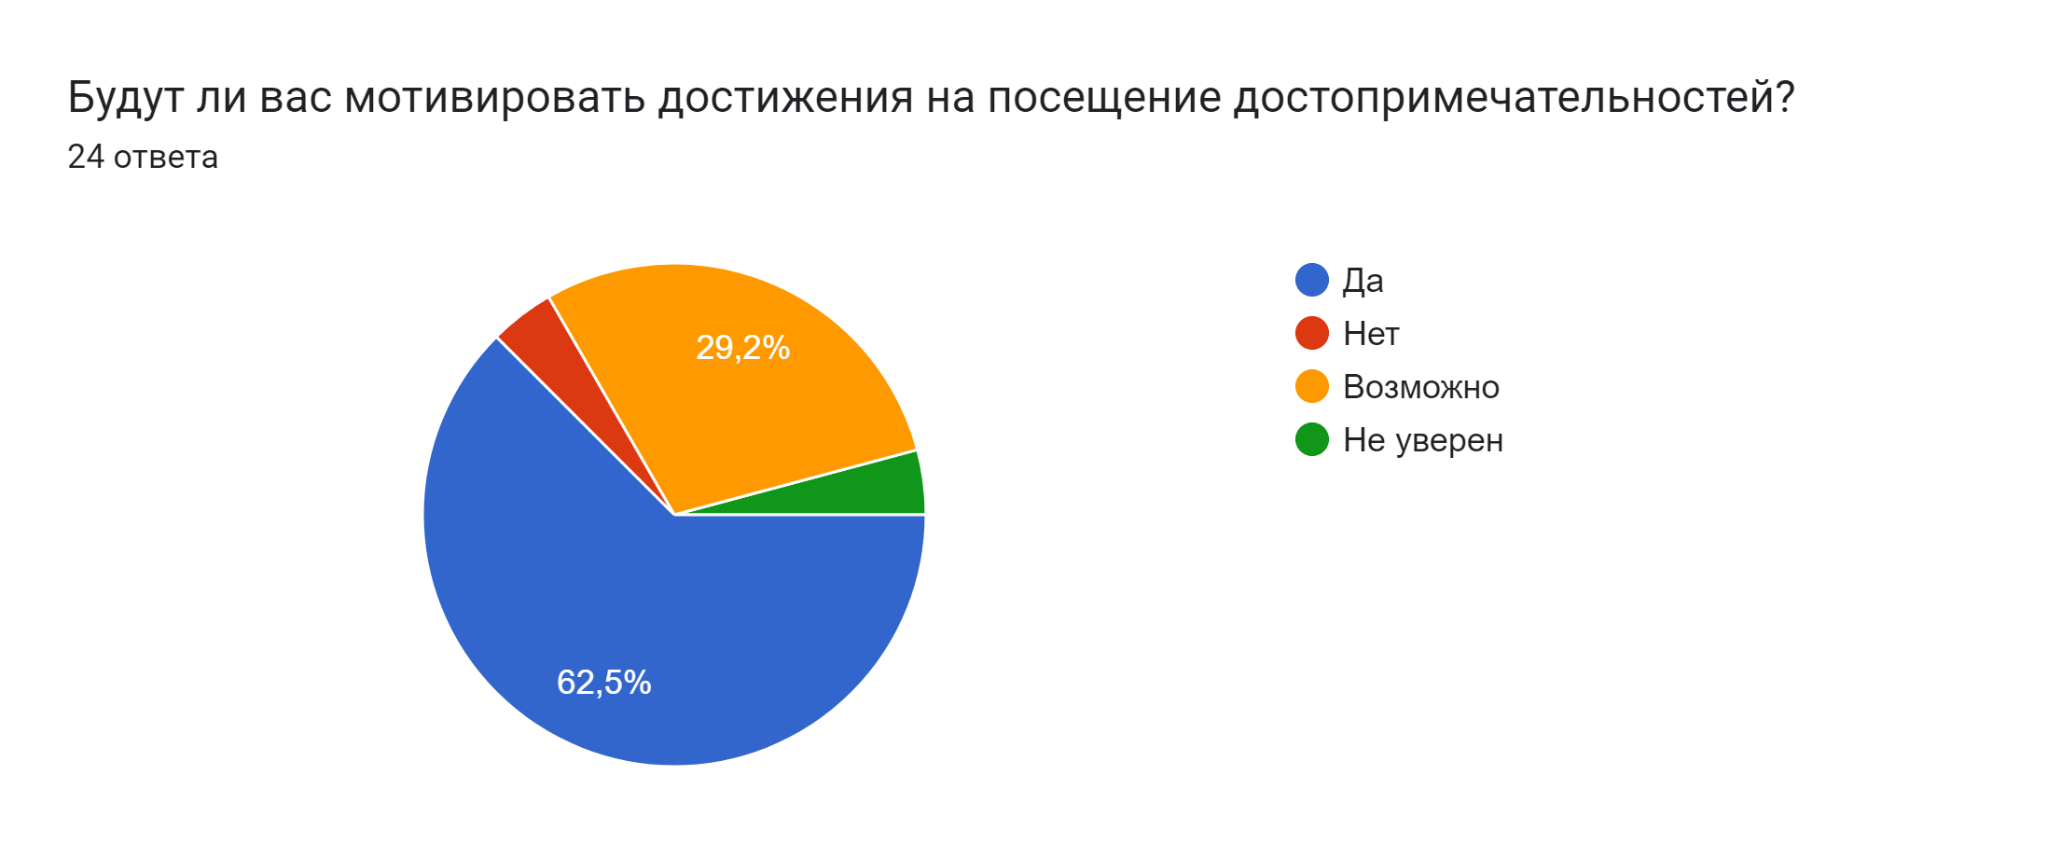 Будут ли вас мотивировать достижения на посещение достопримечательностей?
24 ответа
Да
Нет
Возможно
Не уверен
29,2%
62,5%